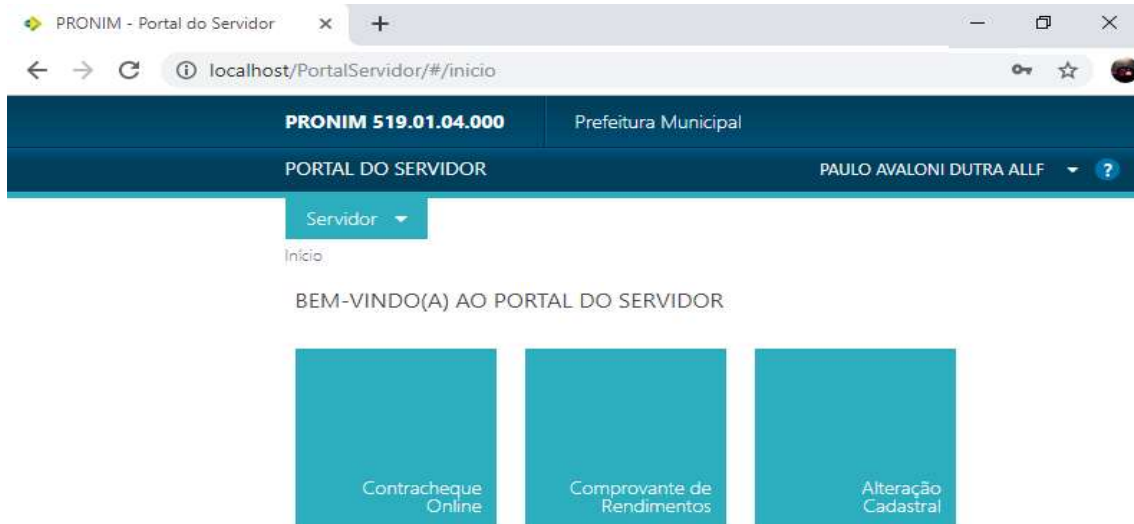 PRONIM - Portal do Servidor
localhost/PortalServidor/#/inicio
PRONIM 519.01.04.000 Prefeitura Municipal
PORTAL DO SERVIDOR PAULO AVALONI DUTRA ALLF ?
Servidor
Início
BEM-VINDO(A) AO PORTAL DO SERVIDOR
Contracheque
Online
Comprovante de
Rendimentos
Alteração
Cadastral